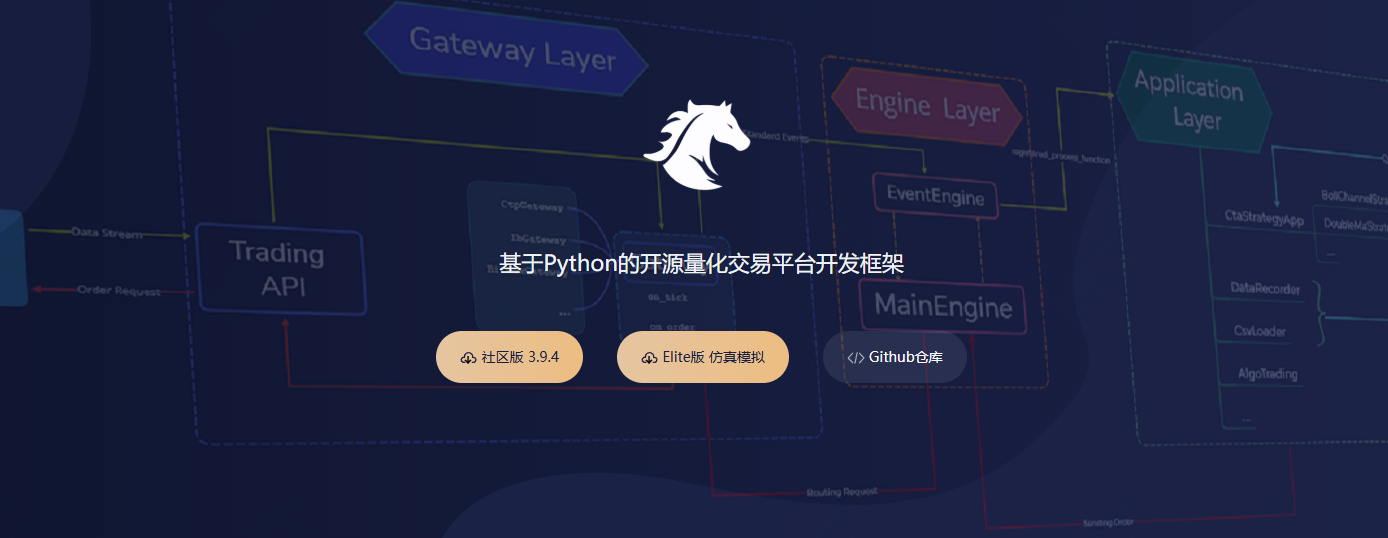 Gateway Layer
Engine Layer
Application
Layer
Standard Events
registered_process_function
EventEngine
CtaStrategyApp
BollChannelStra
DoubleMaStrate
...
CtpGateway
IbGateway
Data Stream
Trading
API
Order Request
基于Python的开源量化交易平台开发框架
on_tick
on_order
...
MainEngine
DataRecorder
CsvLoader
AlgoTrading
...
社区版 3.9.4
Elite版 仿真模拟
</> Github仓库
Routing Request
Sending Order